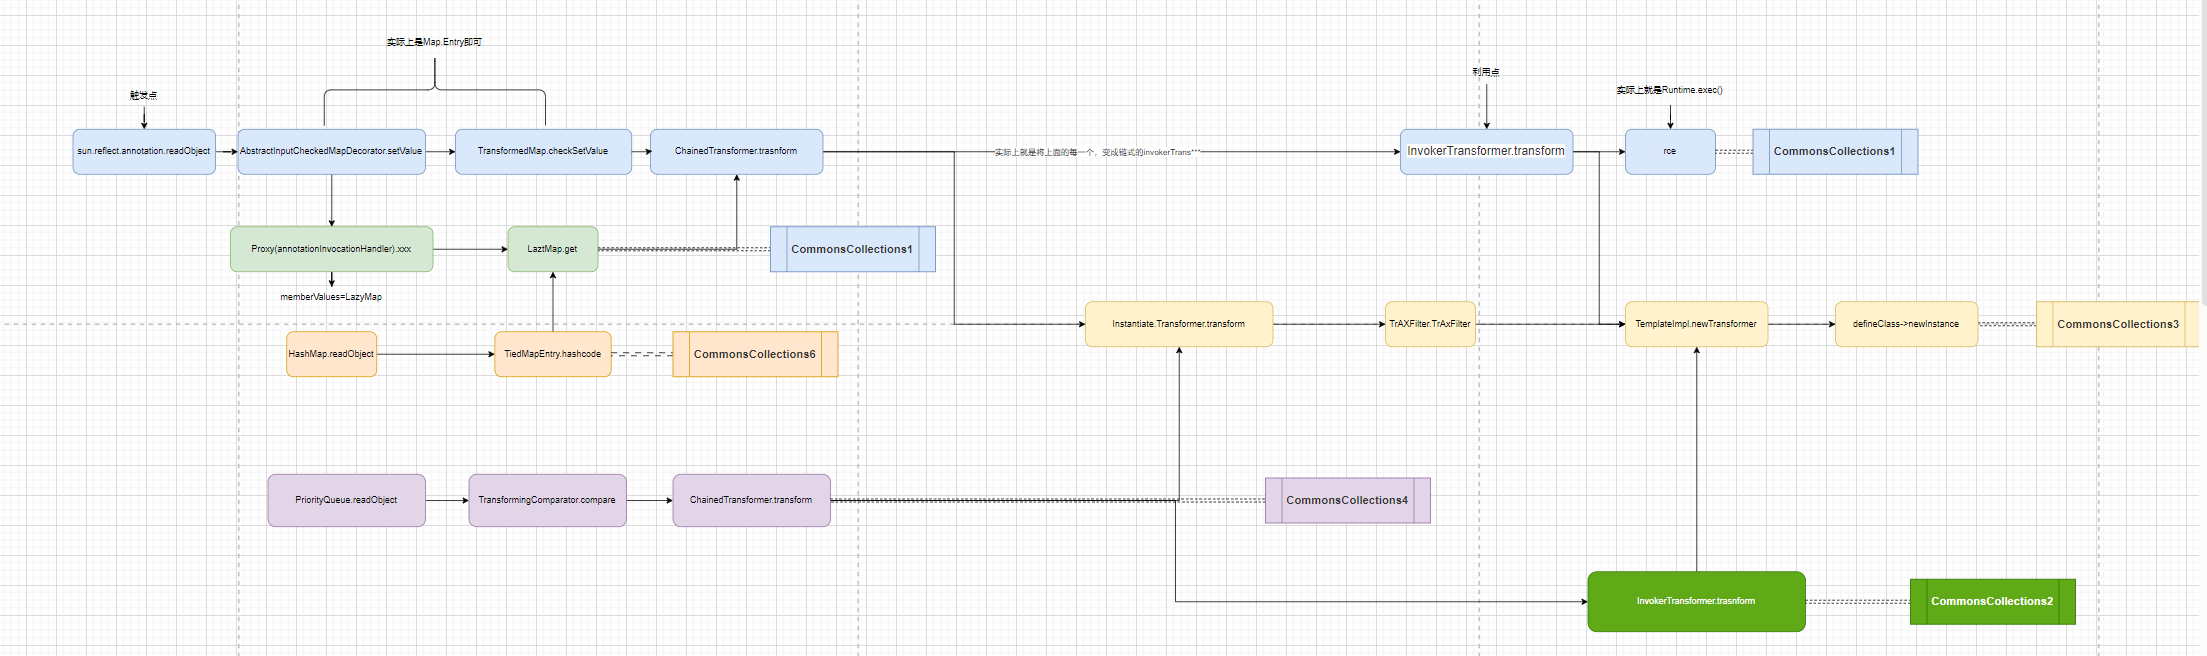 实际上是Map.Entry即可
利用点
触发点
实际上就是Runtime.exec()
sun.reflect.annotation.readObject
AbstractInputCheckedMapDecorator.setValue
TransformedMap.checkSetValue
ChainedTransformer.trasnform
实际上就是将上面的每一个，变成链式的invokerTrans***
InvokerTransformer.transform
rce
CommonsCollections1
Proxy(annotationInvocationHandler).xxx
LaztMap.get
CommonsCollections1
memberValues=LazyMap
Instantiate.Transformer.transform
TrAXFilter.TrAxFilter
TemplateImpl.newTransformer
defineClass->newInstance
CommonsCollections3
HashMap.readObject
TiedMapEntry.hashcode
CommonsCollections6
PriorityQueue.readObject
TransformingComparator.compare
ChainedTransformer.transform
CommonsCollections4
InvokerTransformer.trasnform
CommonsCollections2